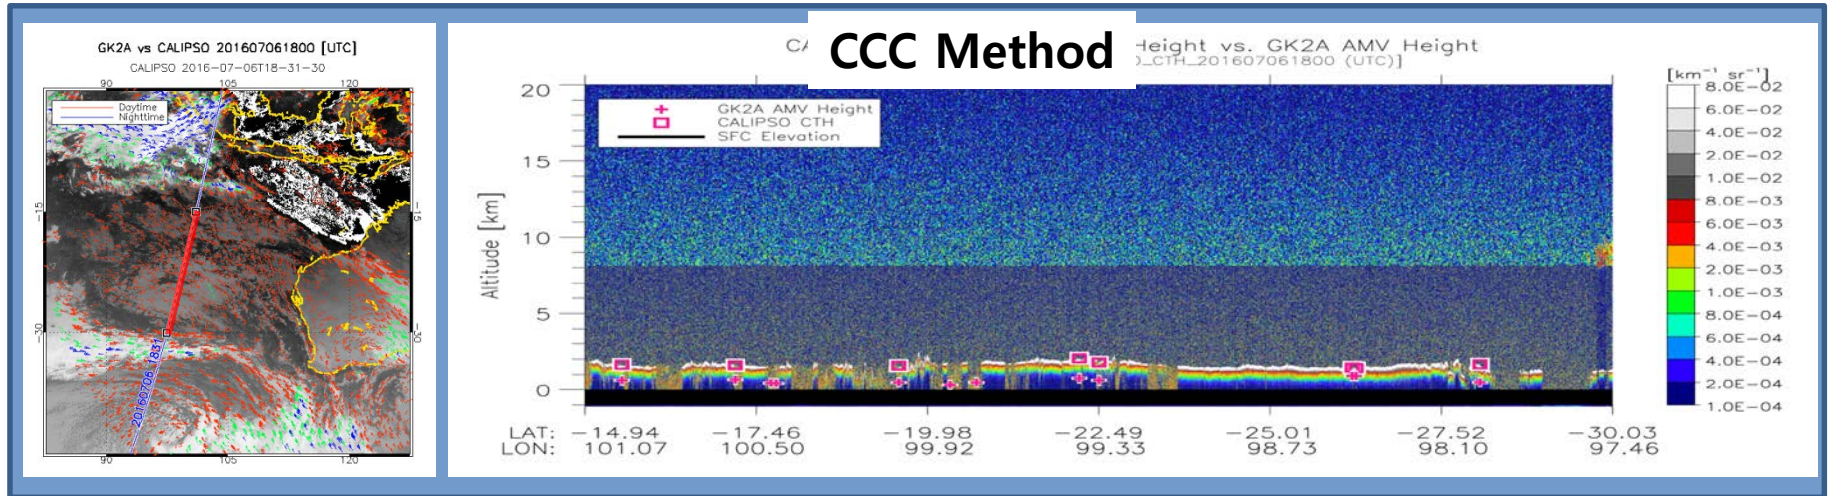 GK2A vs CALIPSO 201607061800 [UTC]
CALIPSO 2016-07-06T18-31-30
90 105 120
Daytime
Nighttime
-15 -15
-30 -30
20160706 1831
90 105 120
CCC Method
CA Height vs. GK2A AMV Height
_CTH_201607061800 (UTC)]
GK2A AMV Height
CALIPSO CTH
SFC Elevation
Altitude [km]
20
15
10
5
0
LAT: -14.94 -17.46 -19.98 -22.49 -25.01 -27.52 -30.03
LON: 101.07 100.50 99.92 99.33 98.73 98.10 97.46
[km⁻¹ sr⁻¹]
8.0E-02
6.0E-02
4.0E-02
2.0E-02
1.0E-02
8.0E-03
6.0E-03
4.0E-03
2.0E-03
1.0E-03
8.0E-04
6.0E-04
4.0E-04
2.0E-04
1.0E-04